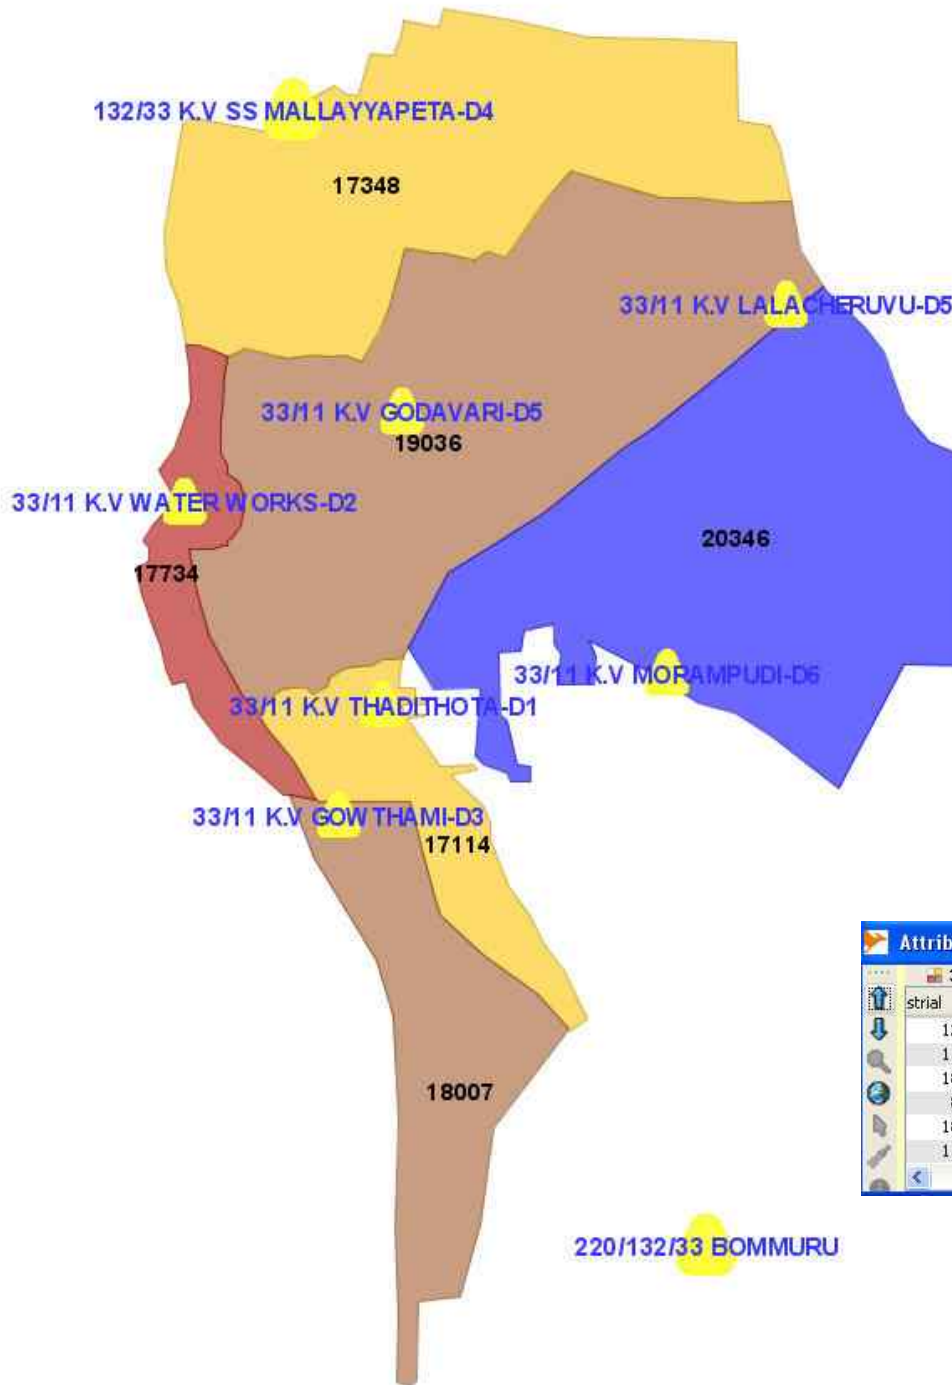 132/33 K.V SS MALLAYYAPETA-D4
17348
33/11 K.V LALACHERUVU-D5
33/11 K.V GODAVARI-D5
19036
33/11 K.V WATER WORKS-D2
20346
17734
33/11 K.V MORAMPUDI-D6
33/11 K.V THADITHOTA-D1
33/11 K.V GOWTHAMI-D3
17114
Attrib
strial
18007
220/132/33 BOMMURU